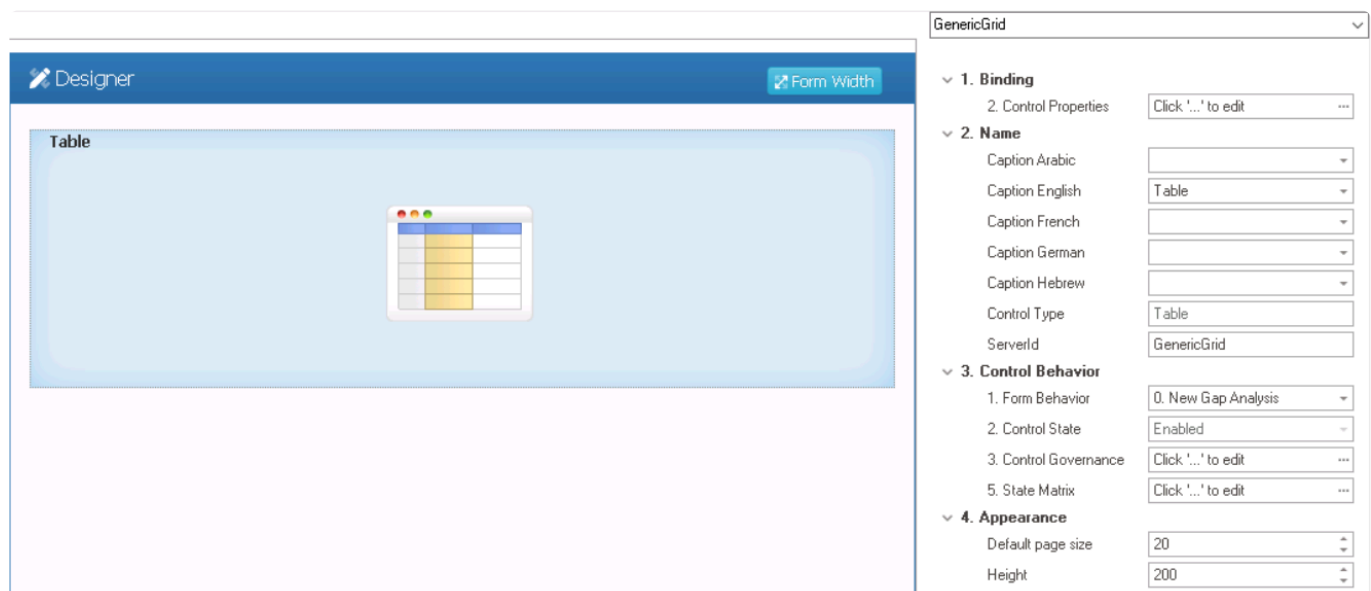 GenericGrid
Designer
Form Width
Table
1. Binding
2. Control Properties Click '...' to edit ...
2. Name
Caption Arabic
Caption English Table
Caption French
Caption German
Caption Hebrew
Control Type Table
ServerId GenericGrid
3. Control Behavior
1. Form Behavior 0. New Gap Analysis
2. Control State Enabled
3. Control Governance Click '...' to edit ...
5. State Matrix Click '...' to edit ...
4. Appearance
Default page size 20
Height 200